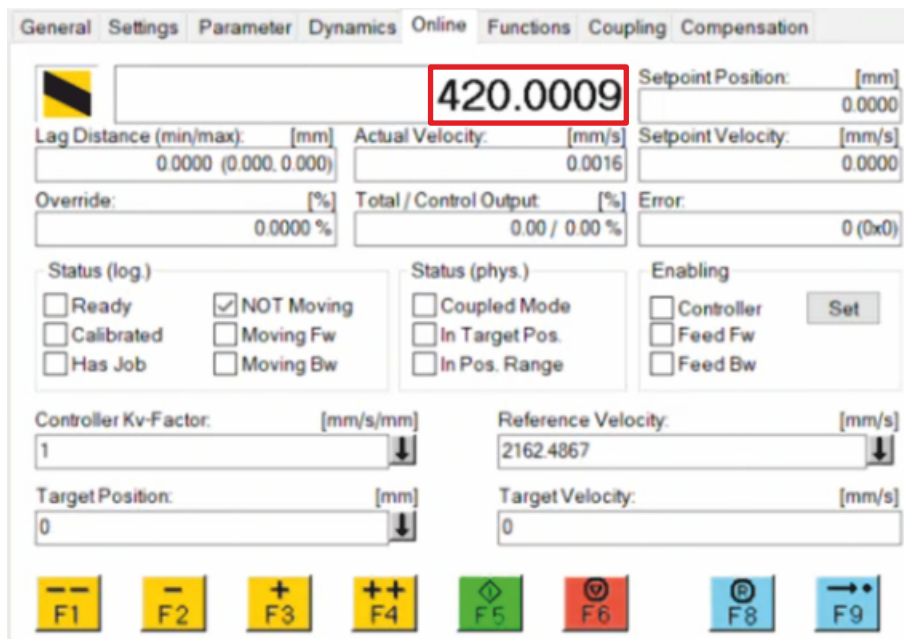 General Settings Parameter Dynamics Online Functions Coupling Compensation
420.0009
Setpoint Position: [mm]
0.0000
Lag Distance (min/max): [mm] Actual Velocity: [mm/s] Setpoint Velocity: [mm/s]
0.0000 (0.000, 0.000) 0.0016 0.0000
Override: [%] Total / Control Output: [%] Error:
0.0000 % 0.00 / 0.00 % 0 (0x0)
Status (log.) Status (phys.) Enabling
Ready NOT Moving Coupled Mode Controller Set
Calibrated Moving Fw In Target Pos. Feed Fw
Has Job Moving Bw In Pos. Range Feed Bw
Controller Kv-Factor: [mm/s/mm] Reference Velocity: [mm/s]
1 2162.4867
Target Position: [mm] Target Velocity: [mm/s]
0 0
-- - + ++ R
F1 F2 F3 F4 F5 F6 F8 F9